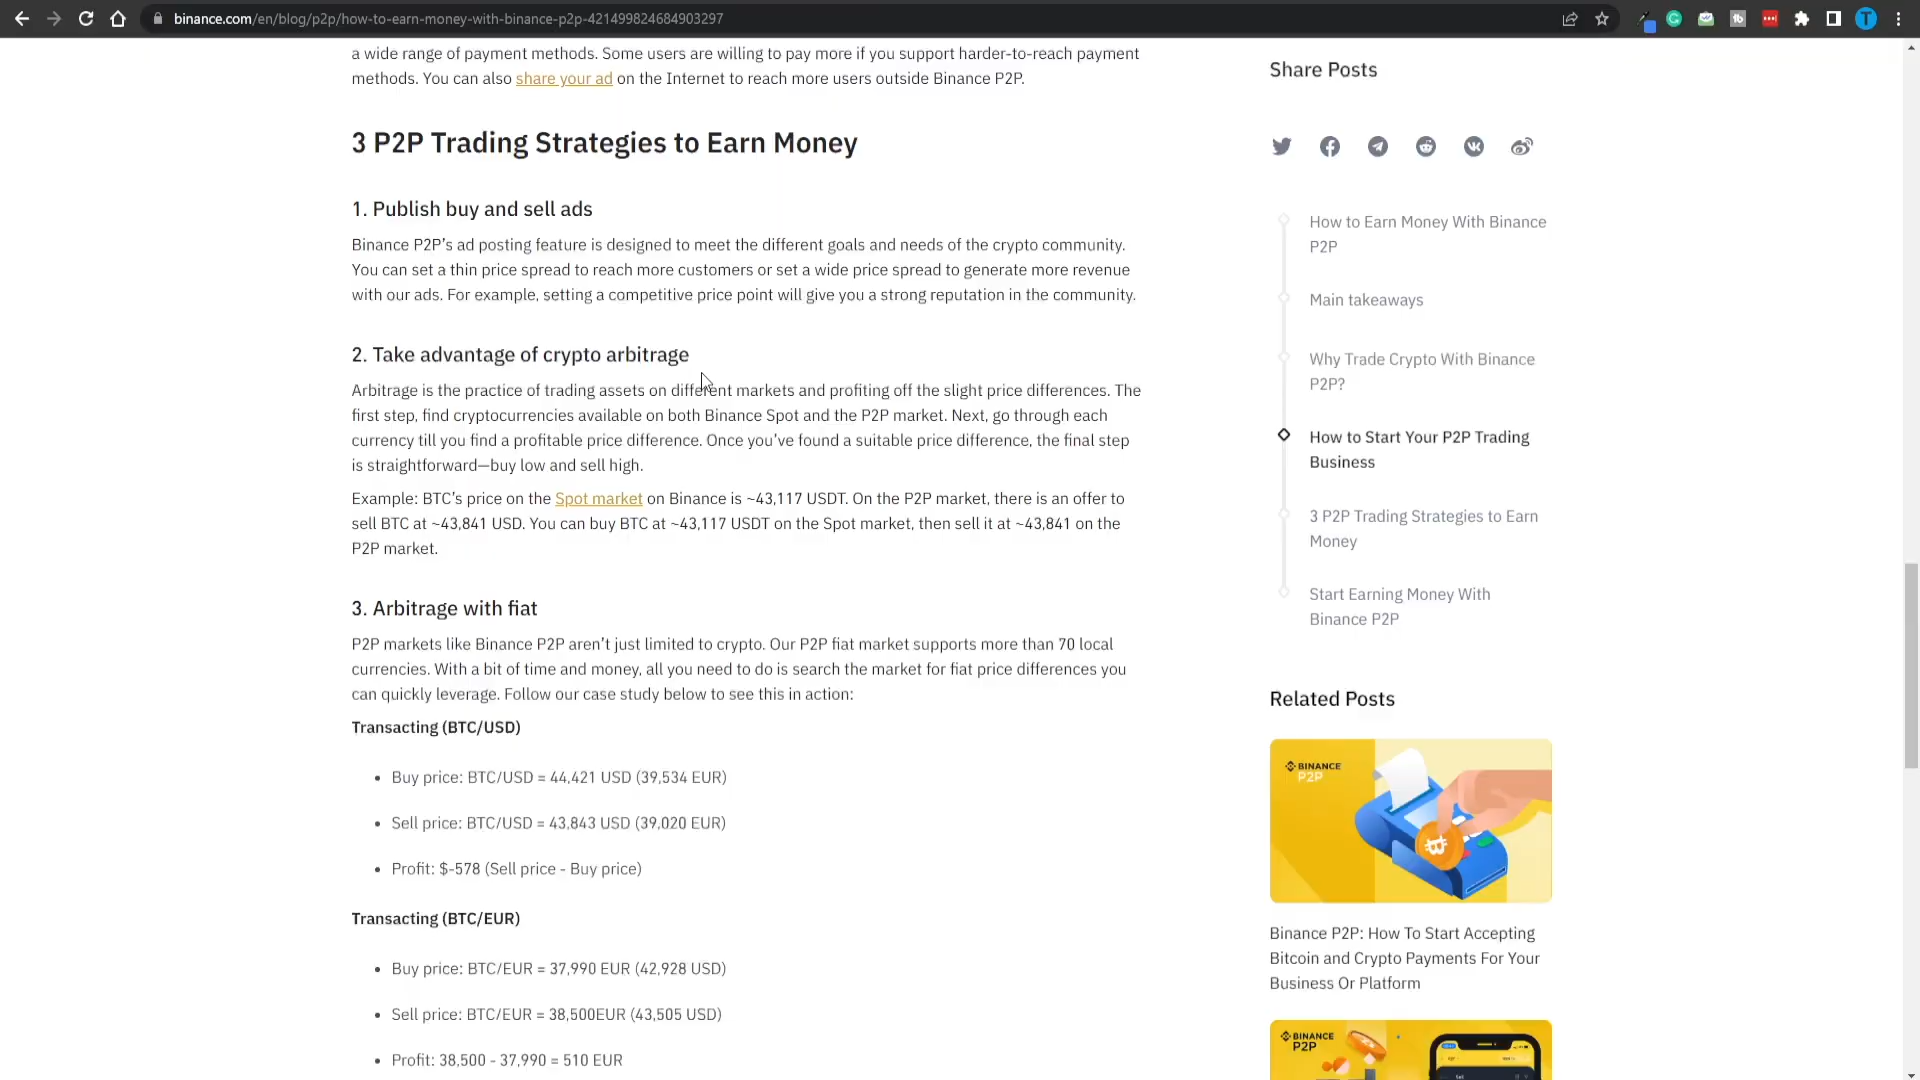 binance.com/en/blog/p2p/how-to-earn-money-with-binance-p2p-421499824684903297
T
a wide range of payment methods. Some users are willing to pay more if you support harder-to-reach payment
methods. You can also share your ad on the Internet to reach more users outside Binance P2P.
3 P2P Trading Strategies to Earn Money
1. Publish buy and sell ads
Binance P2P’s ad posting feature is designed to meet the different goals and needs of the crypto community.
You can set a thin price spread to reach more customers or set a wide price spread to generate more revenue
with our ads. For example, setting a competitive price point will give you a strong reputation in the community.
2. Take advantage of crypto arbitrage
Arbitrage is the practice of trading assets on different markets and profiting off the slight price differences. The
first step, find cryptocurrencies available on both Binance Spot and the P2P market. Next, go through each
currency till you find a profitable price difference. Once you’ve found a suitable price difference, the final step
is straightforward—buy low and sell high.
Example: BTC’s price on the Spot market on Binance is ~43,117 USDT. On the P2P market, there is an offer to
sell BTC at ~43,841 USD. You can buy BTC at ~43,117 USDT on the Spot market, then sell it at ~43,841 on the
P2P market.
3. Arbitrage with fiat
P2P markets like Binance P2P aren’t just limited to crypto. Our P2P fiat market supports more than 70 local
currencies. With a bit of time and money, all you need to do is search the market for fiat price differences you
can quickly leverage. Follow our case study below to see this in action:
Transacting (BTC/USD)
• Buy price: BTC/USD = 44,421 USD (39,534 EUR)
• Sell price: BTC/USD = 43,843 USD (39,020 EUR)
• Profit: $-578 (Sell price - Buy price)
Transacting (BTC/EUR)
• Buy price: BTC/EUR = 37,990 EUR (42,928 USD)
• Sell price: BTC/EUR = 38,500EUR (43,505 USD)
• Profit: 38,500 - 37,990 = 510 EUR
Share Posts
How to Earn Money With Binance
P2P
Main takeaways
Why Trade Crypto With Binance
P2P?
How to Start Your P2P Trading
Business
3 P2P Trading Strategies to Earn
Money
Start Earning Money With
Binance P2P
Related Posts
BINANCE
P2P
Binance P2P: How To Start Accepting
Bitcoin and Crypto Payments For Your
Business Or Platform
BINANCE
P2P